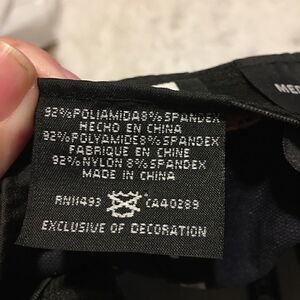 92%POLIAMIDA8%SPANDEX
HECHO EN CHINA
92%POLYAMIDE8%SPANDEX
FABRIQUE EN CHINE
92%NYLON 8%SPANDEX
MADE IN CHINA
RN11493 CA40289
EXCLUSIVE OF DECORATION